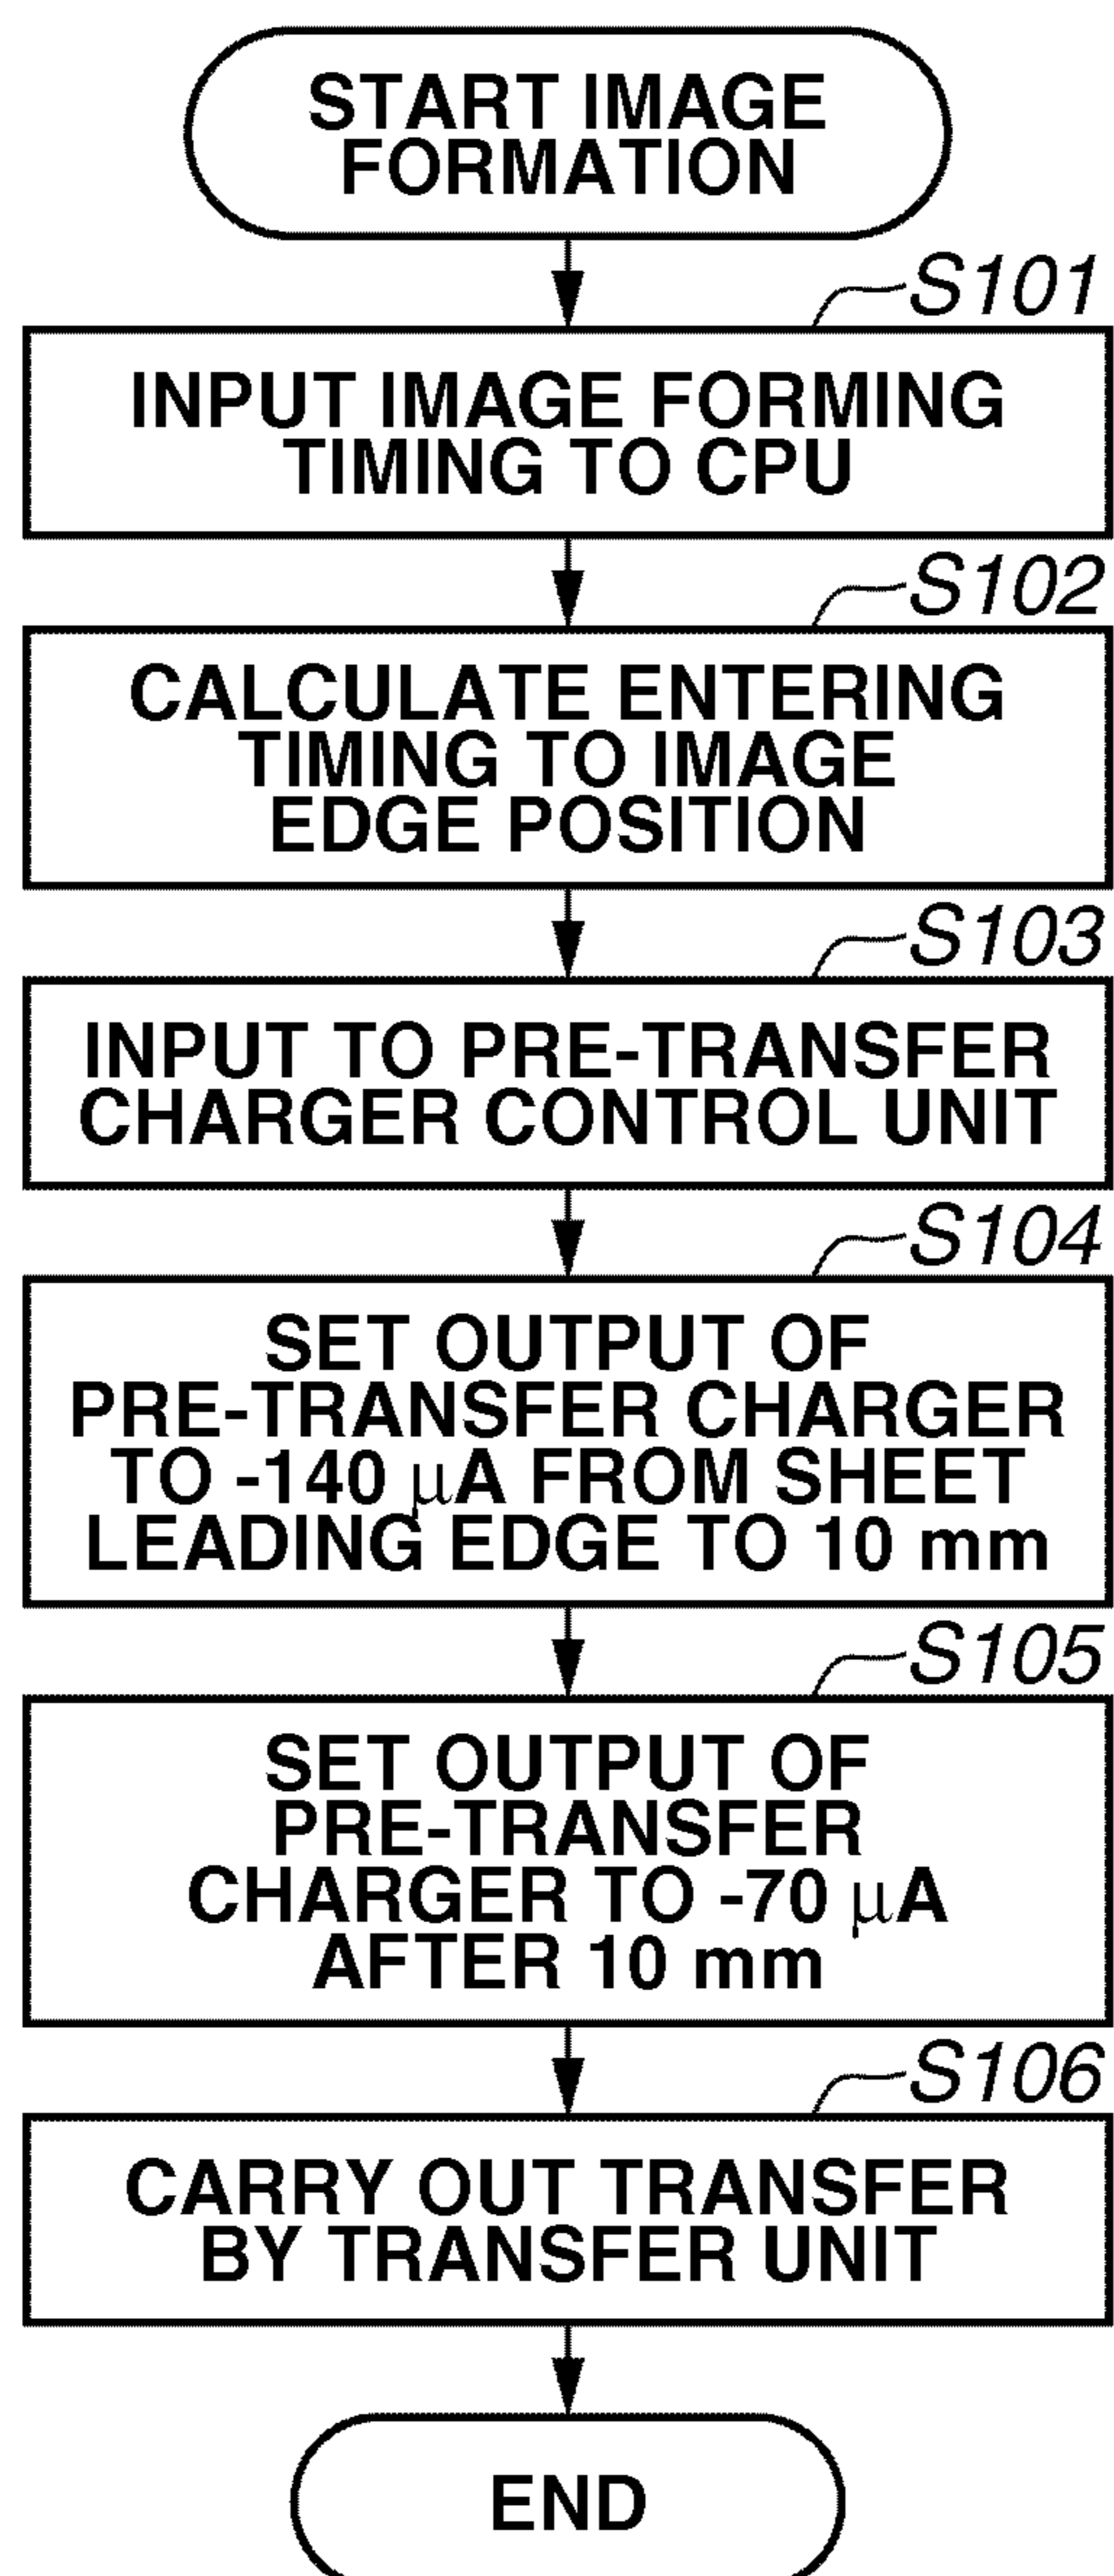 START IMAGE
FORMATION
S101
INPUT IMAGE FORMING
TIMING TO CPU
S102
CALCULATE ENTERING
TIMING TO IMAGE
EDGE POSITION
S103
INPUT TO PRE-TRANSFER
CHARGER CONTROL UNIT
S104
SET OUTPUT OF
PRE-TRANSFER CHARGER
TO -140 μA FROM SHEET
LEADING EDGE TO 10 mm
S105
SET OUTPUT OF
PRE-TRANSFER
CHARGER TO -70 μA
AFTER 10 mm
S106
CARRY OUT TRANSFER
BY TRANSFER UNIT
END